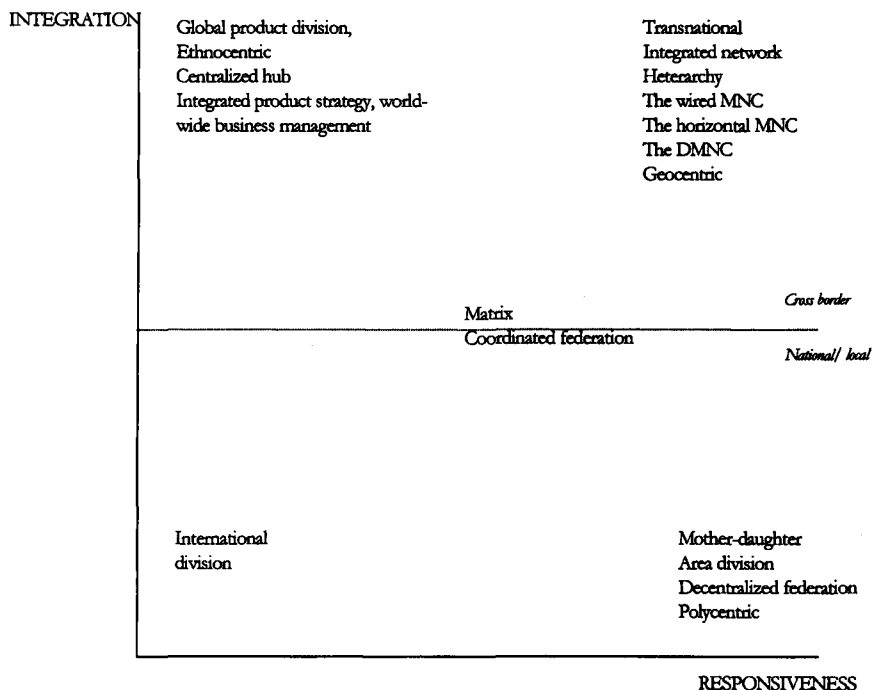 INTEGRATION
Global product division,
Ethnocentric
Centralized hub
Integrated product strategy, world-
wide business management
Transnational
Integrated network
Heterarchy
The wired MNC
The horizontal MNC
The DMNC
Geocentric
Cross border
Matrix
Coordinated federation
National/ local
International
division
Mother-daughter
Area division
Decentralized federation
Polycentric
RESPONSIVENESS